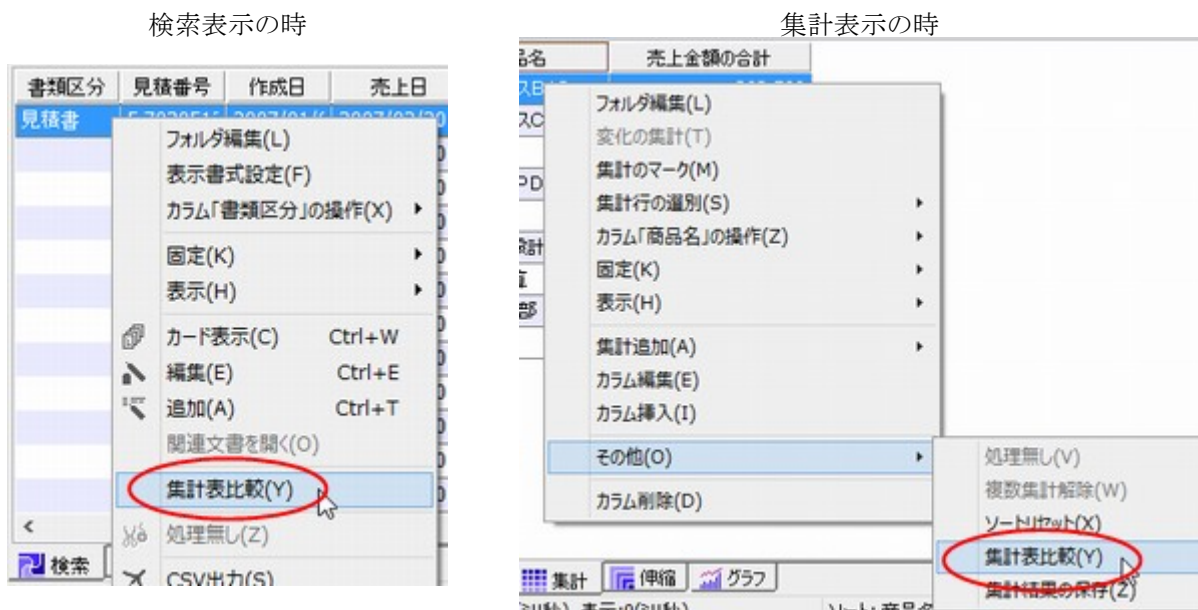 検索表示の時
書類区分 見積番号 作成日 売上日
見積書
フォルダ編集(L)
表示書式設定(F)
カラム「書類区分」の操作(X)
固定(K)
表示(H)
カード表示(C) Ctrl+W
編集(E) Ctrl+E
追加(A) Ctrl+T
関連文書を開く(O)
集計表比較(Y)
処理無し(Z)
CSV出力(S)
検索
集計表示の時
品名 売上金額の合計
フォルダ編集(L)
変化の集計(T)
集計のマーク(M)
集計行の選別(S)
カラム「商品名」の操作(Z)
固定(K)
表示(H)
集計追加(A)
カラム編集(E)
カラム挿入(I)
その他(O)
カラム削除(D)
処理無し(V)
複数集計解除(W)
ソートリセット(X)
集計表比較(Y)
集計結果の保存(Z)
集計 伸縮 グラフ